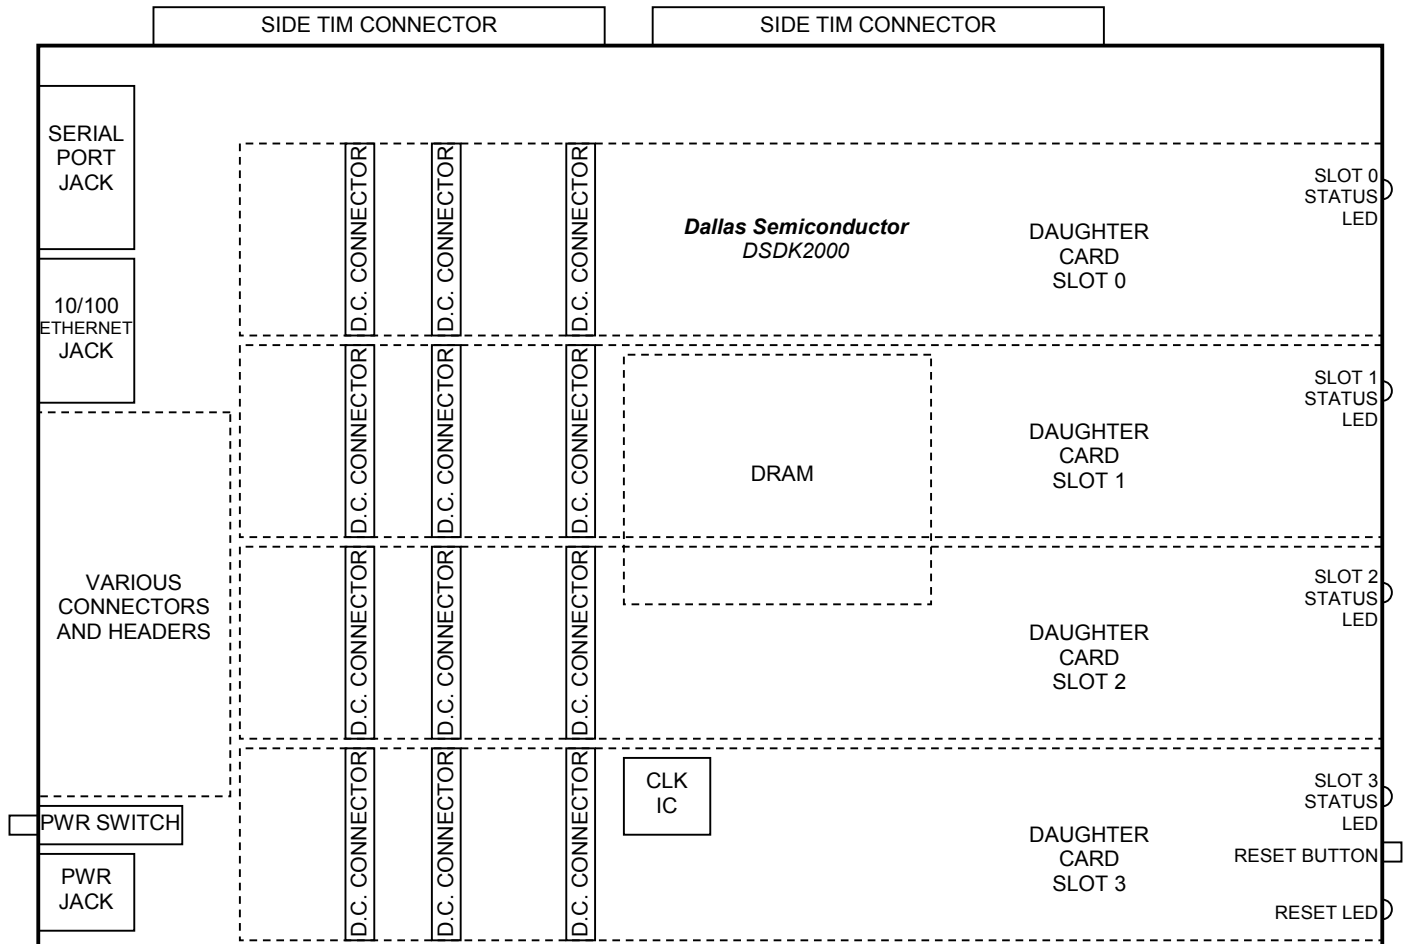 SIDE TIM CONNECTOR
SIDE TIM CONNECTOR
SERIAL
PORT
JACK
10/100
ETHERNET
JACK
VARIOUS
CONNECTORS
AND HEADERS
PWR SWITCH
PWR
JACK
D.C. CONNECTOR
D.C. CONNECTOR
D.C. CONNECTOR
Dallas Semiconductor
DSDK2000
DAUGHTER
CARD
SLOT 0
SLOT 0
STATUS
LED
D.C. CONNECTOR
D.C. CONNECTOR
D.C. CONNECTOR
DRAM
DAUGHTER
CARD
SLOT 1
SLOT 1
STATUS
LED
D.C. CONNECTOR
D.C. CONNECTOR
D.C. CONNECTOR
DAUGHTER
CARD
SLOT 2
SLOT 2
STATUS
LED
D.C. CONNECTOR
D.C. CONNECTOR
D.C. CONNECTOR
CLK
IC
DAUGHTER
CARD
SLOT 3
SLOT 3
STATUS
LED
RESET BUTTON
RESET LED